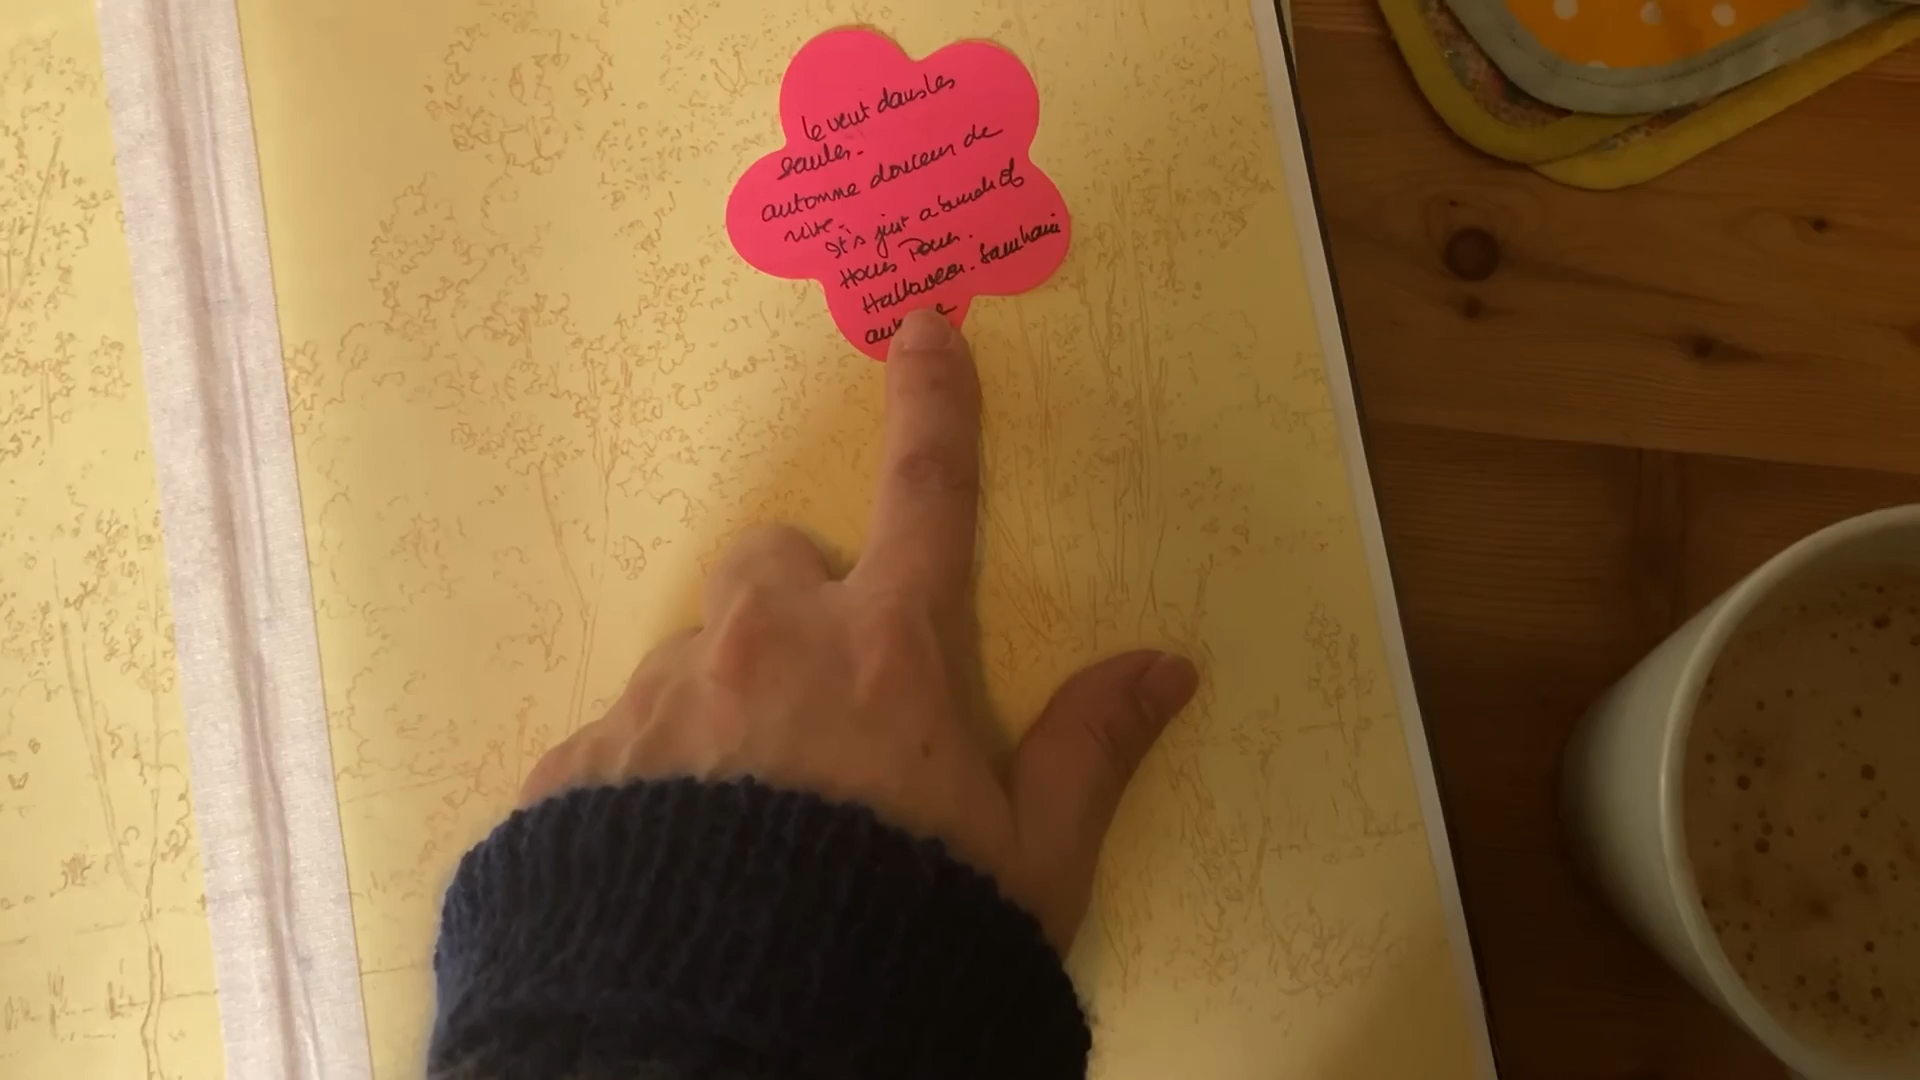 le vent dans les
saules.
automne douceur de
vivre.
It's just a bunch of
Hocus Pocus.
Halloween. Samhain